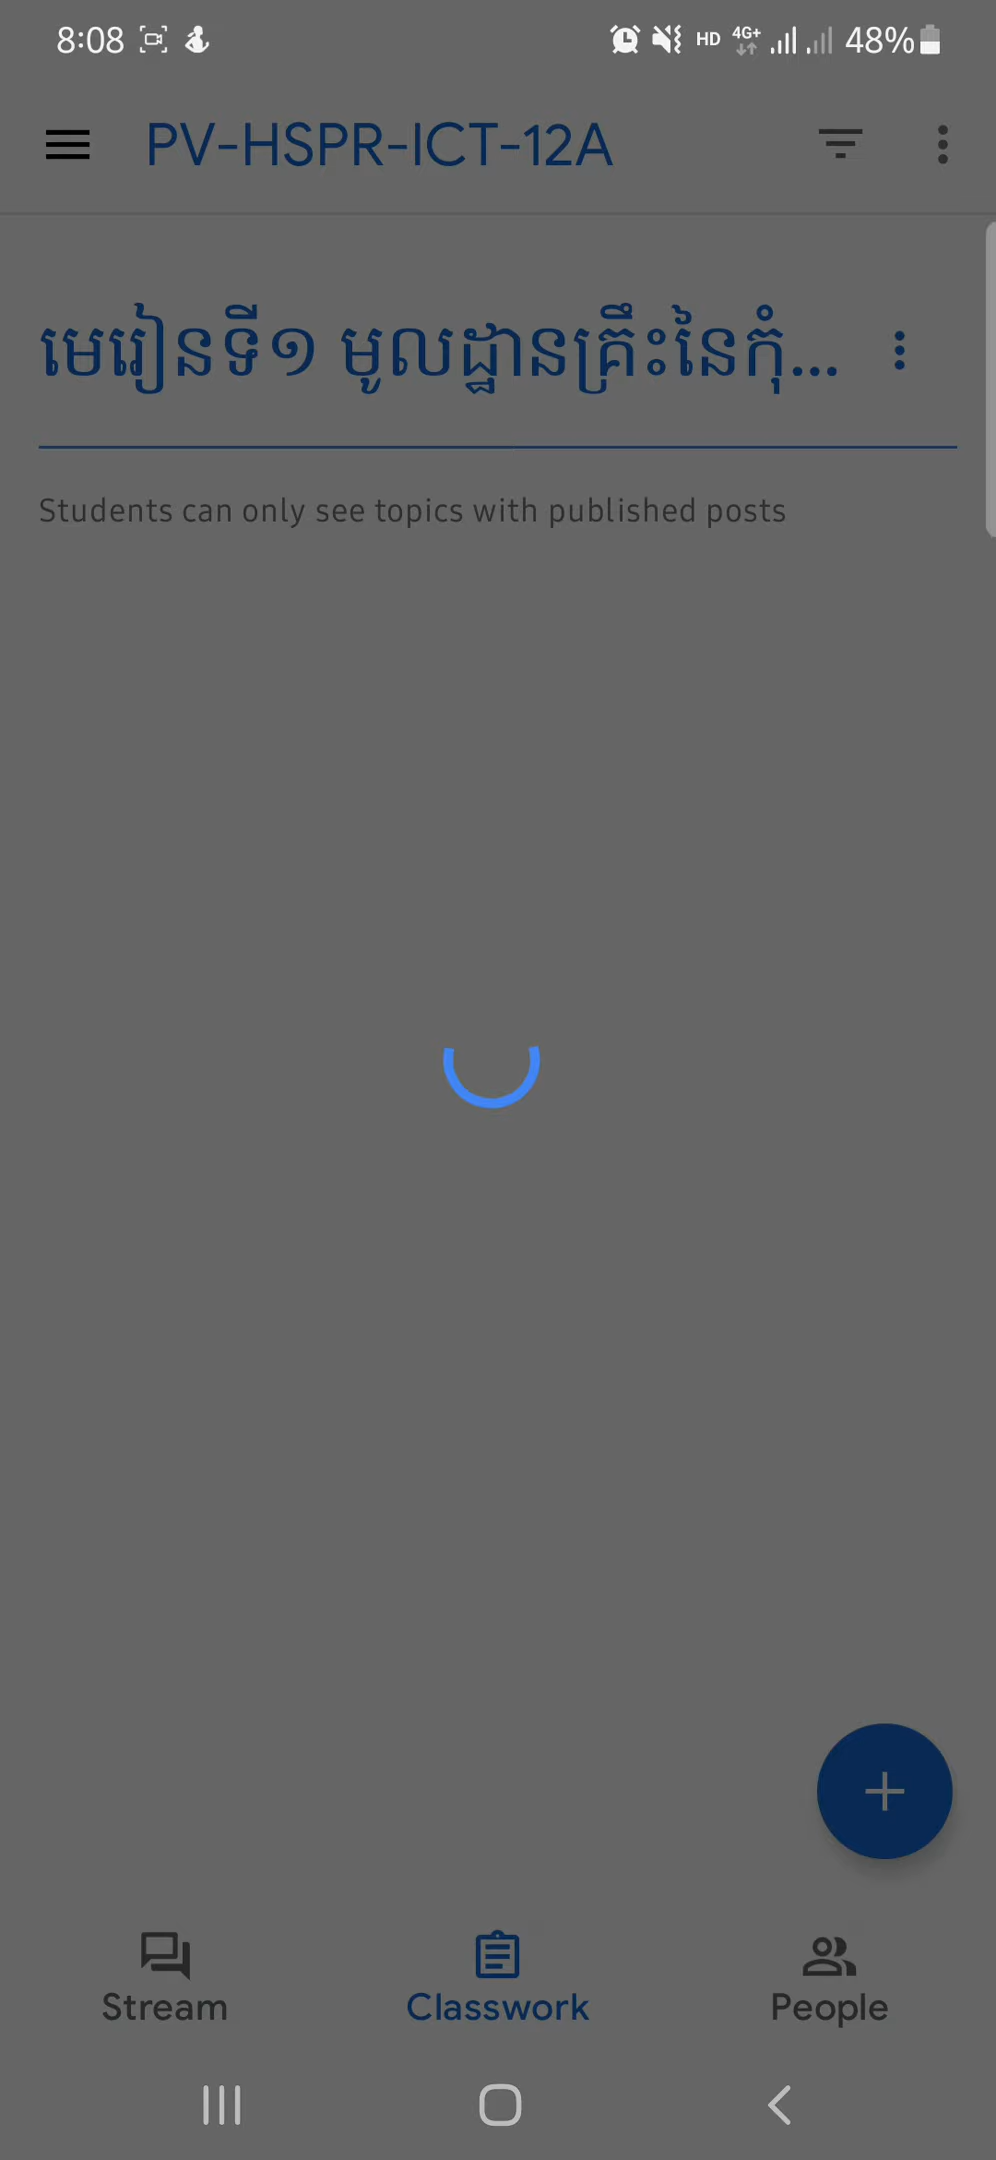 8:08 HD 4G+ 48%
PV-HSPR-ICT-12A
មេរៀនទី១ មូលដ្ឋានគ្រឹះនៃកុំ...
Students can only see topics with published posts
Stream Classwork People